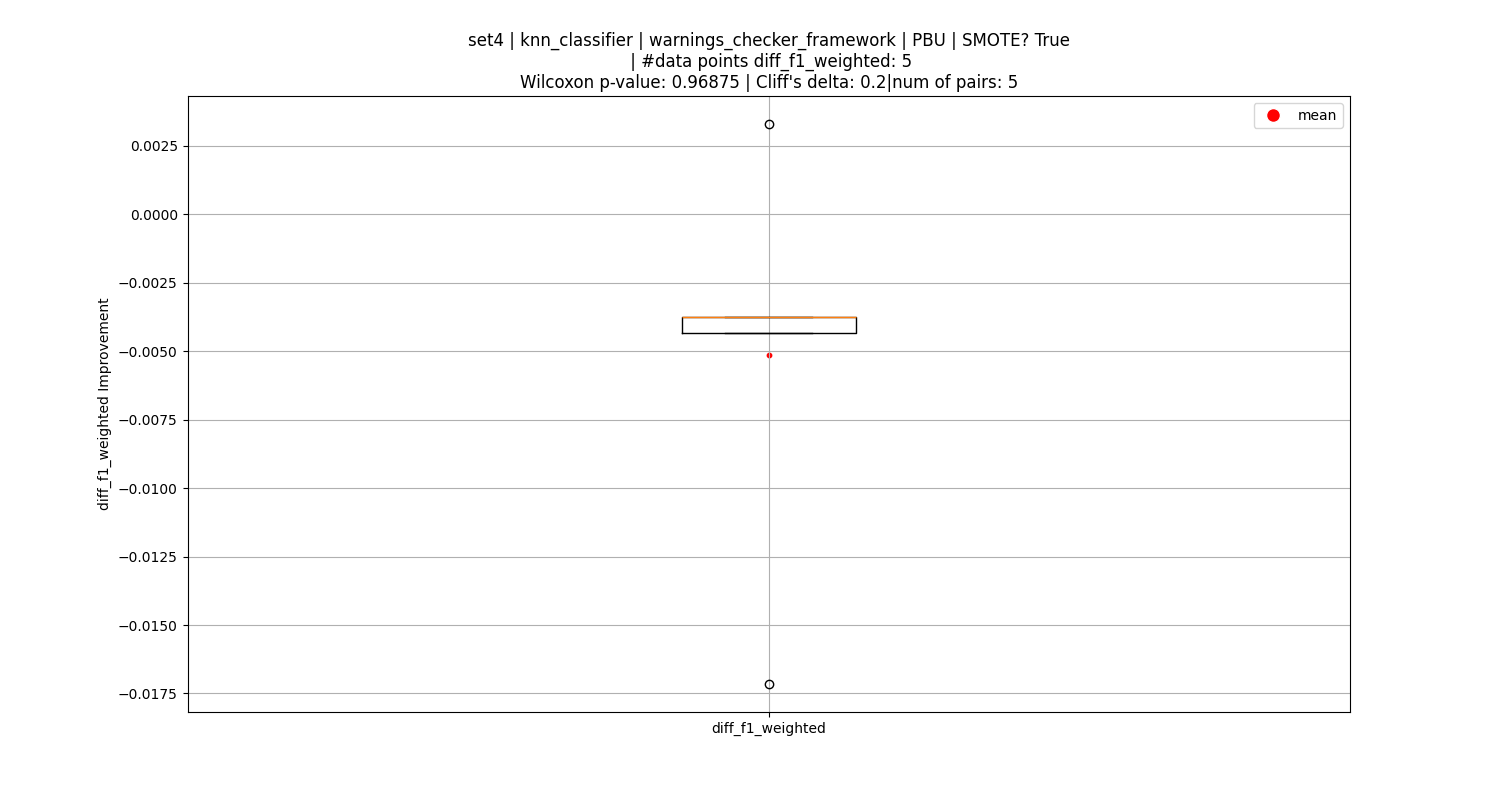 set4 | knn_classifier | warnings_checker_framework | PBU | SMOTE? True
| #data points diff_f1_weighted: 5
Wilcoxon p-value: 0.96875 | Cliff's delta: 0.2|num of pairs: 5
mean
0.0025
0.0000
−0.0025
−0.0050
−0.0075
−0.0100
−0.0125
−0.0150
−0.0175
diff_f1_weighted Improvement
diff_f1_weighted